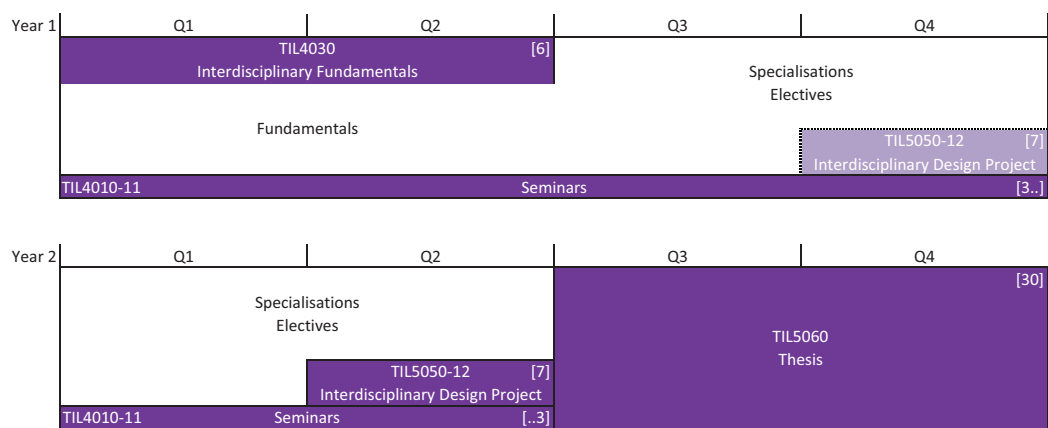 Year 1 Q1 Q2 Q3 Q4
TIL4030 [6]
Interdisciplinary Fundamentals
Specialisations
Electives
Fundamentals
TIL5050-12 [7]
Interdisciplinary Design Project
TIL4010-11 Seminars [3..]
Year 2 Q1 Q2 Q3 Q4
[30]
Specialisations
Electives
TIL5060
Thesis
TIL5050-12 [7]
Interdisciplinary Design Project
TIL4010-11 Seminars [..3]